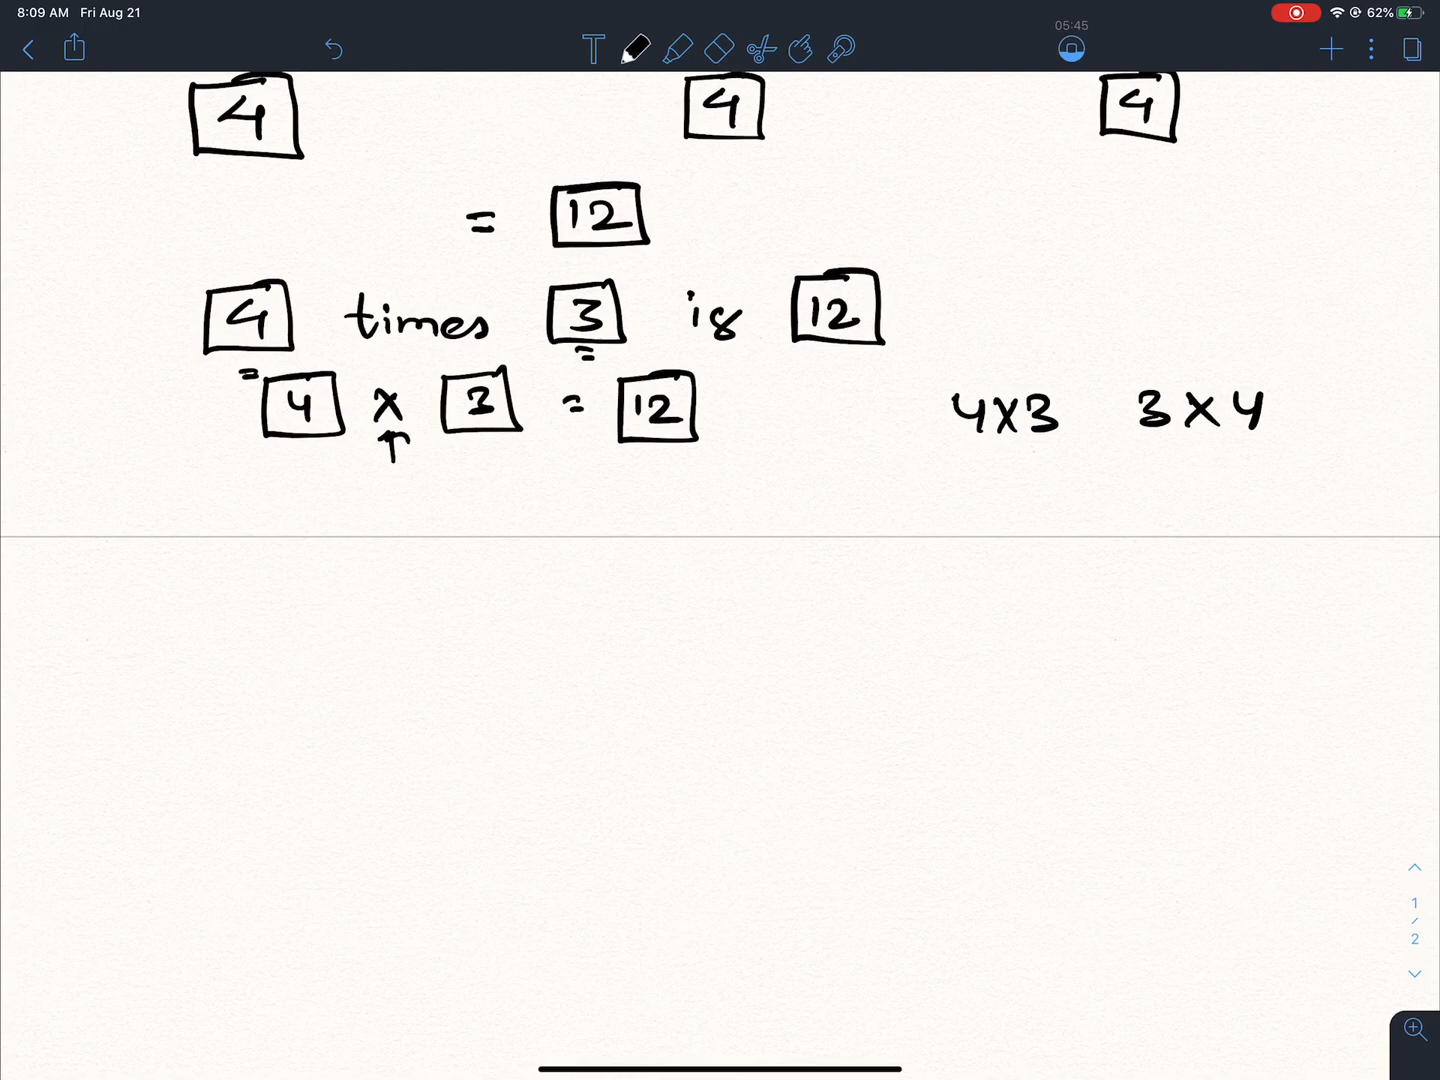 8:09 AM Fri Aug 21 62%
05:45
T
4 4 4
= 12
4 times 3 is 12
=
=
4 x 3 = 12 4x3 3x4
1
/
2